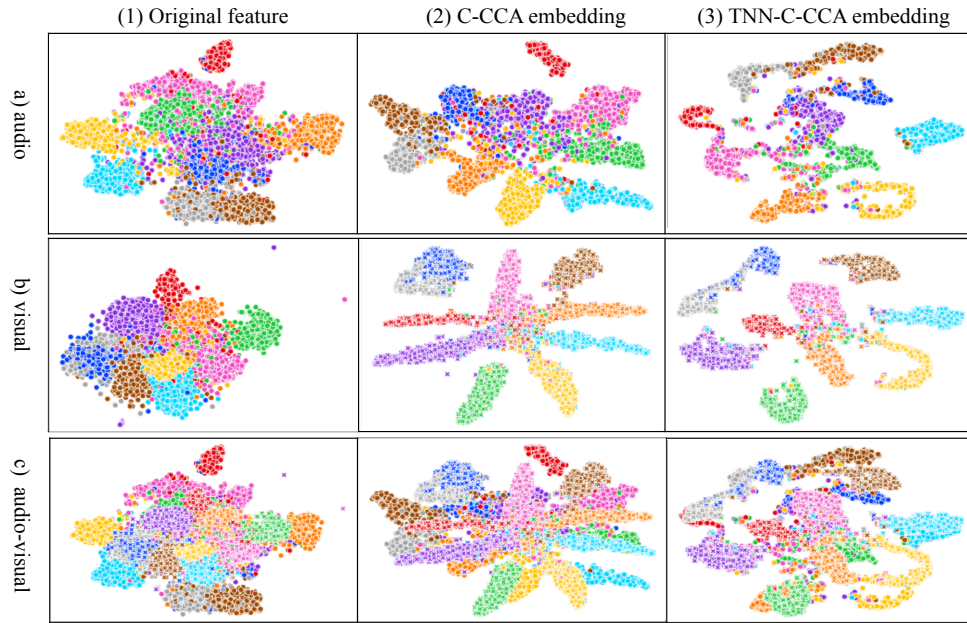 (1) Original feature (2) C-CCA embedding (3) TNN-C-CCA embedding
a) audio
b) visual
c) audio-visual